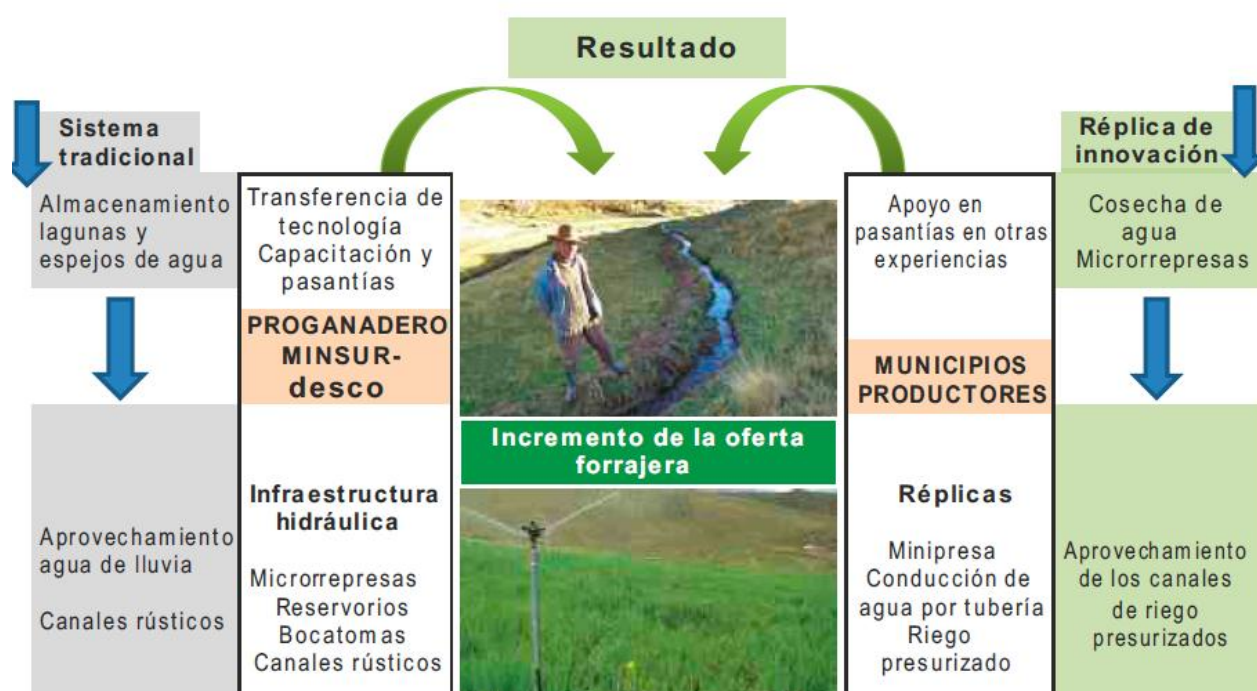 Resultado
Sistema
tradicional
Almacenamiento
lagunas y
espejos de agua
Aprovechamiento
agua de lluvia
Canales rústicos
Transferencia de
tecnología
Capacitación y
pasantías
PROGANADERO
MINSUR-
desco
Infraestructura
hidráulica
Microrrepresas
Reservorios
Bocatomas
Canales rústicos
Incremento de la oferta
forrajera
Apoyo en
pasantías en otras
experiencias
MUNICIPIOS
PRODUCTORES
Réplicas
Minipresa
Conducción de
agua por tubería
Riego
presurizado
Réplica de
innovación
Cosecha de
agua
Microrrepresas
Aprovechamiento
de los canales
de riego
presurizados